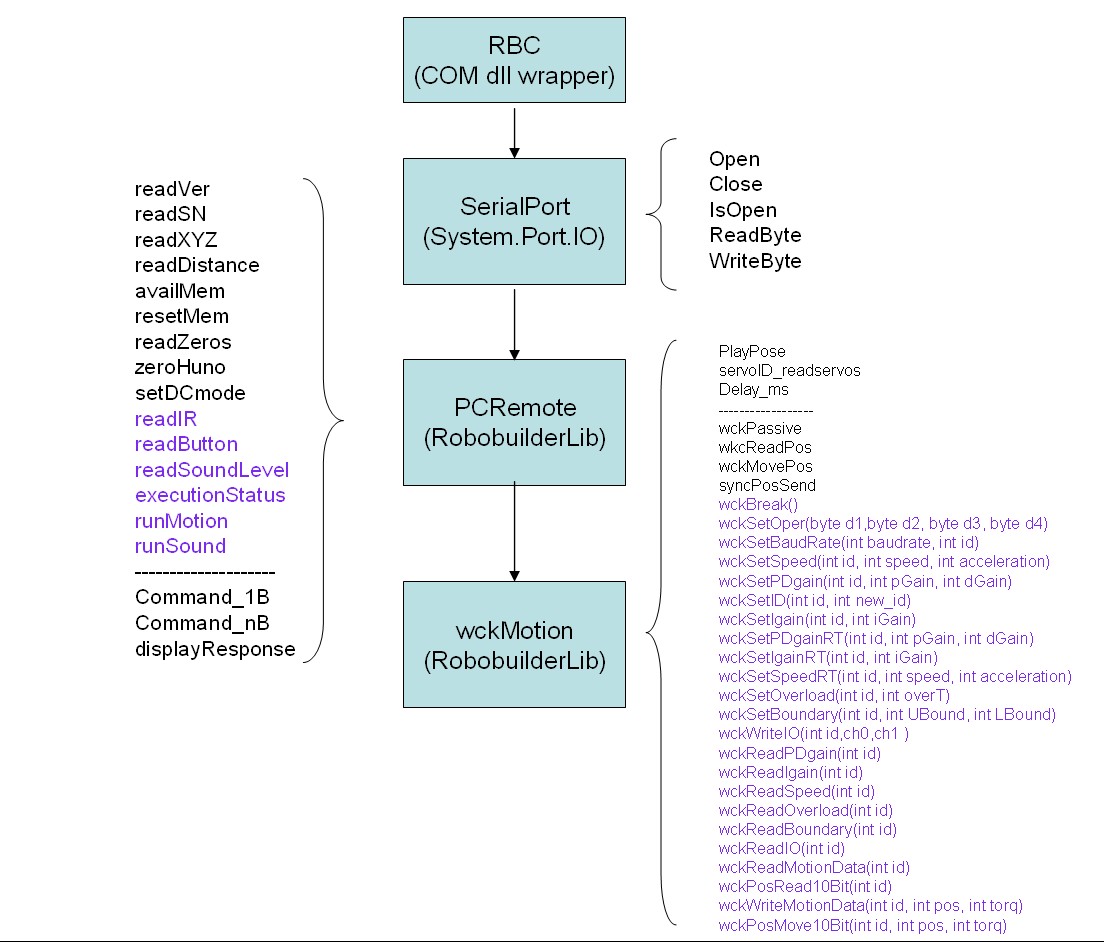 RBC
(COM dll wrapper)
SerialPort
(System.Port.IO)
Open
Close
IsOpen
ReadByte
WriteByte
readVer
readSN
readXYZ
readDistance
availMem
resetMem
readZeros
zeroHuno
setDCmode
readIR
readButton
readSoundLevel
executionStatus
runMotion
runSound
--------------------
Command_1B
Command_nB
displayResponse
PCRemote
(RobobuilderLib)
wckMotion
(RobobuilderLib)
PlayPose
servoID_readservos
Delay_ms
------------------
wckPassive
wkcReadPos
wckMovePos
syncPosSend
wckBreak()
wckSetOper(byte d1,byte d2, byte d3, byte d4)
wckSetBaudRate(int baudrate, int id)
wckSetSpeed(int id, int speed, int acceleration)
wckSetPDgain(int id, int pGain, int dGain)
wckSetID(int id, int new_id)
wckSetIgain(int id, int iGain)
wckSetPDgainRT(int id, int pGain, int dGain)
wckSetIgainRT(int id, int iGain)
wckSetSpeedRT(int id, int speed, int acceleration)
wckSetOverload(int id, int overT)
wckSetBoundary(int id, int UBound, int LBound)
wckWriteIO(int id,ch0,ch1 )
wckReadPDgain(int id)
wckReadIgain(int id)
wckReadSpeed(int id)
wckReadOverload(int id)
wckReadBoundary(int id)
wckReadIO(int id)
wckReadMotionData(int id)
wckPosRead10Bit(int id)
wckWriteMotionData(int id, int pos, int torq)
wckPosMove10Bit(int id, int pos, int torq)